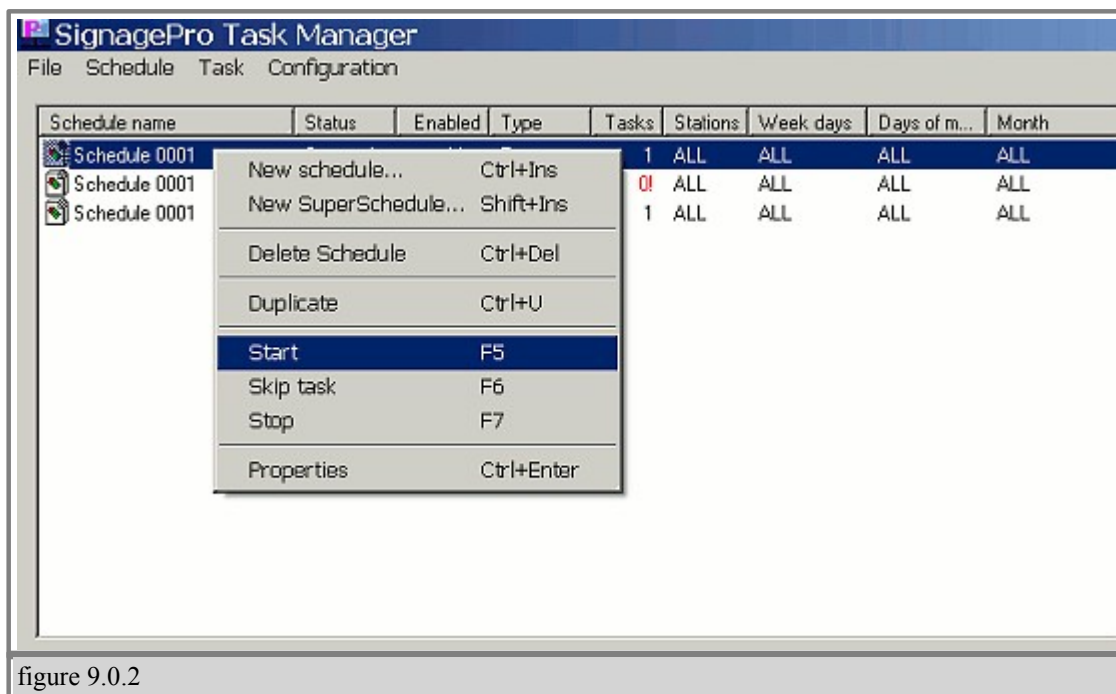 SignagePro Task Manager
File Schedule Task Configuration
Schedule name Status Enabled Type Tasks Stations Week days Days of m... Month
Schedule 0001 1 ALL ALL ALL ALL
Schedule 0001 0! ALL ALL ALL ALL
Schedule 0001 1 ALL ALL ALL ALL
New schedule... Ctrl+Ins
New SuperSchedule... Shift+Ins
Delete Schedule Ctrl+Del
Duplicate Ctrl+U
Start F5
Skip task F6
Stop F7
Properties Ctrl+Enter
figure 9.0.2